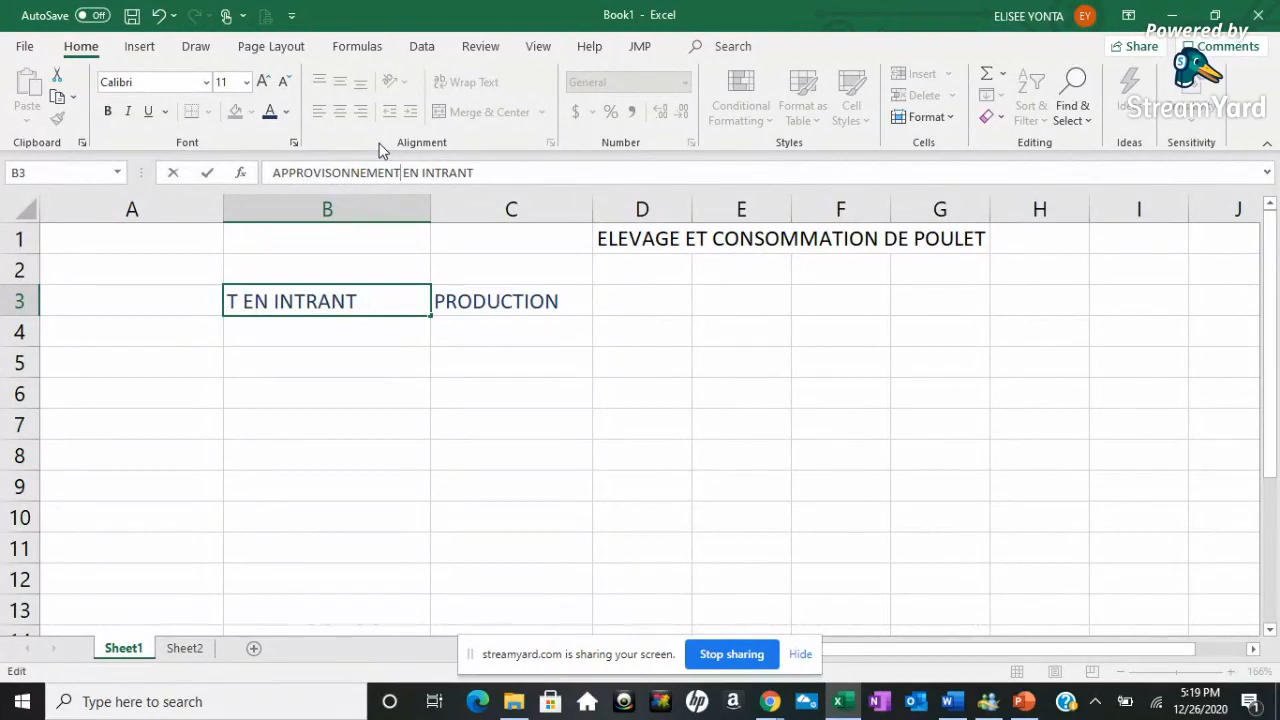 AutoSave Off
Book1 - Excel
ELISEE YONTA EY
Powered by
StreamYard
File Home Insert Draw Page Layout Formulas Data Review View Help JMP Search
Share Comments
Paste
Clipboard
Calibri 11
B I U
Font
Wrap Text
Merge & Center
Alignment
General
$ % ,
Number
Conditional
Formatting
Format as
Table
Cell
Styles
Styles
Insert
Delete
Format
Cells
Sort &
Filter
Find &
Select
Editing
Ideas
Sensitivity
B3
fx
APPROVISONNEMENT EN INTRANT
A B C D E F G H I J
1 ELEVAGE ET CONSOMMATION DE POULET
2
3 T EN INTRANT PRODUCTION
4
5
6
7
8
9
10
11
12
13
Sheet1 Sheet2
streamyard.com is sharing your screen. Stop sharing Hide
Edit
166%
Type here to search
5:19 PM
12/26/2020